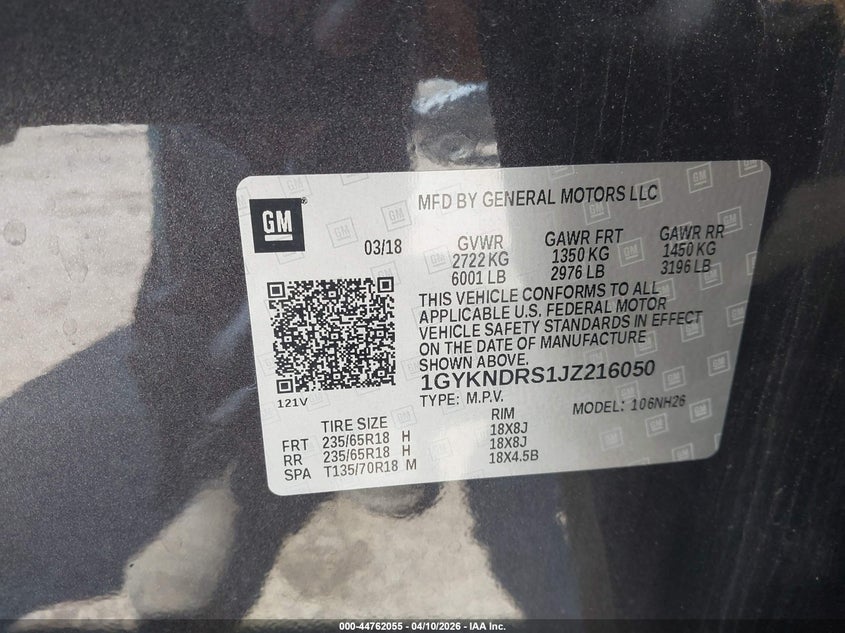 MFD BY GENERAL MOTORS LLC
GM
03/18
GVWR GAWR FRT GAWR RR
2722 KG 1350 KG 1450 KG
6001 LB 2976 LB 3196 LB
THIS VEHICLE CONFORMS TO ALL
APPLICABLE U.S. FEDERAL MOTOR
VEHICLE SAFETY STANDARDS IN EFFECT
ON THE DATE OF MANUFACTURE
SHOWN ABOVE.
1GYKNDRS1JZ216050
121V
TYPE: M.P.V. MODEL: 106NH26
TIRE SIZE RIM
FRT 235/65R18 H 18X8J
RR 235/65R18 H 18X8J
SPA T135/70R18 M 18X4.5B
000-44762055 - 04/10/2026 - IAA Inc.